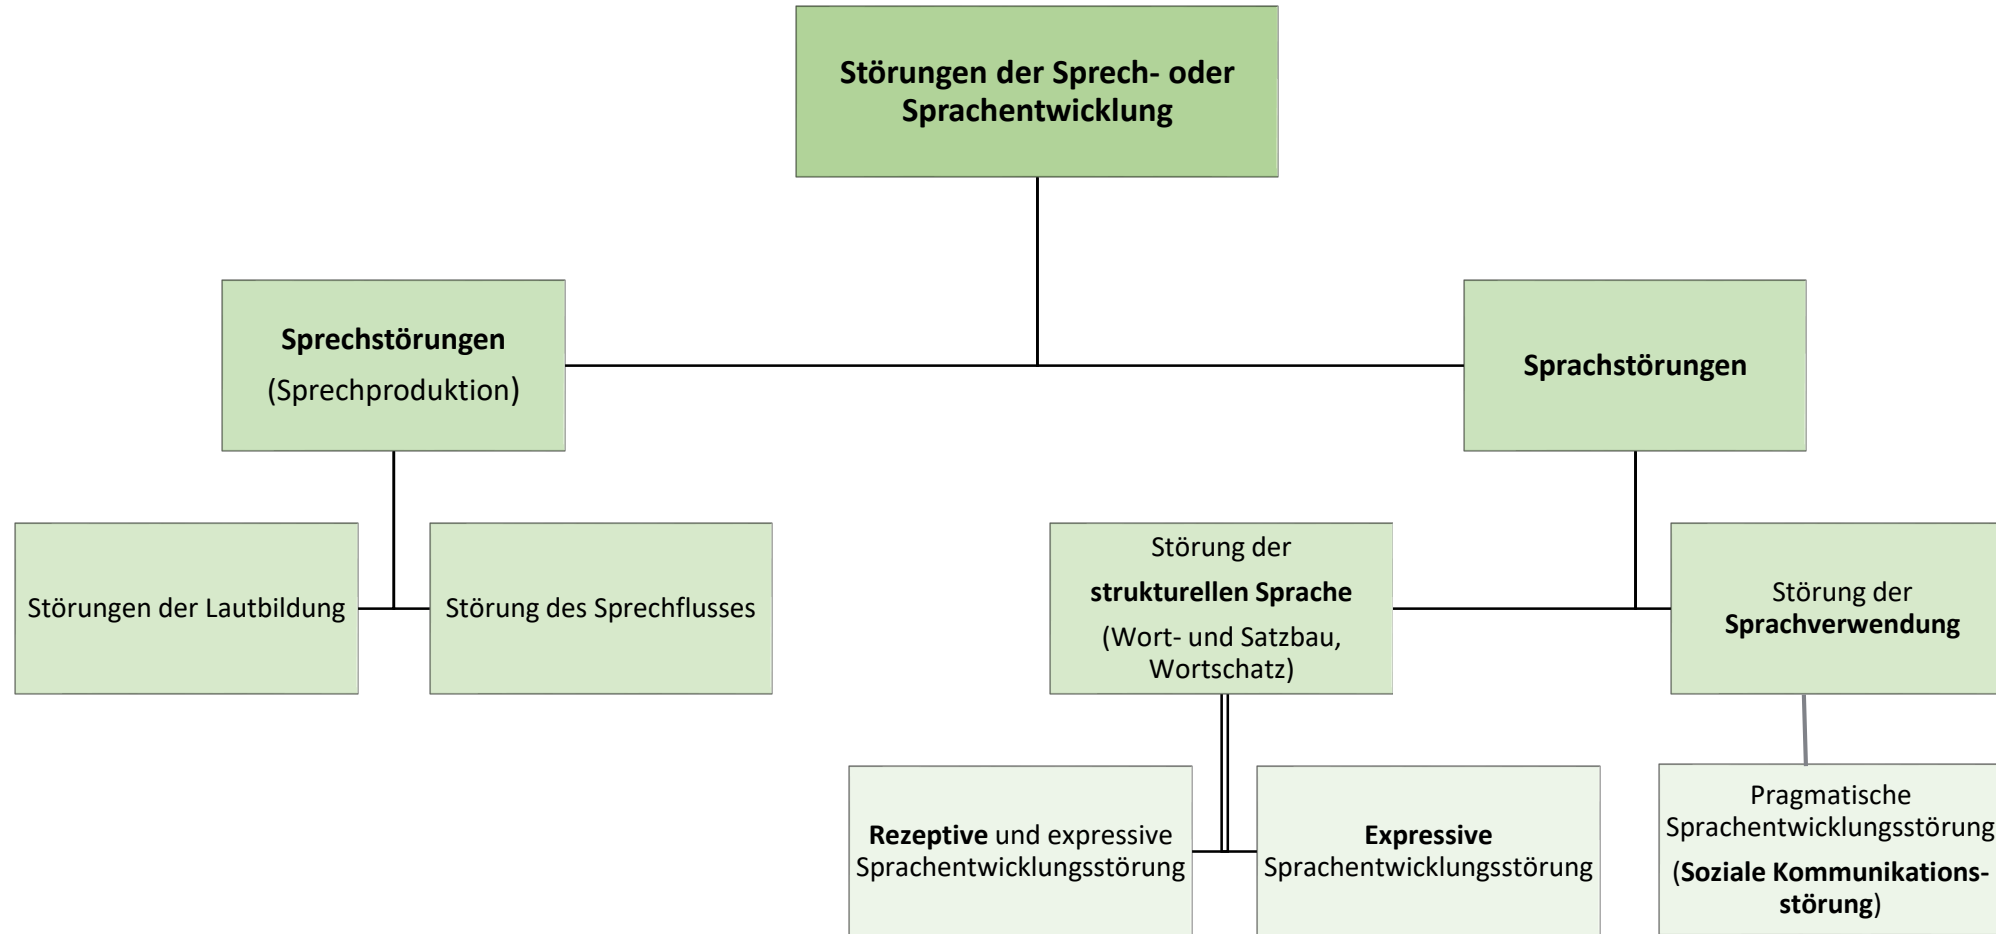 Störungen der Sprech- oder
Sprachentwicklung
Sprechstörungen
(Sprechproduktion)
Sprachstörungen
Störungen der Lautbildung
Störung des Sprechflusses
Störung der
strukturellen Sprache
(Wort- und Satzbau,
Wortschatz)
Störung der
Sprachverwendung
Rezeptive und expressive
Sprachentwicklungsstörung
Expressive
Sprachentwicklungsstörung
Pragmatische
Sprachentwicklungsstörung
(Soziale Kommunikations-
störung)